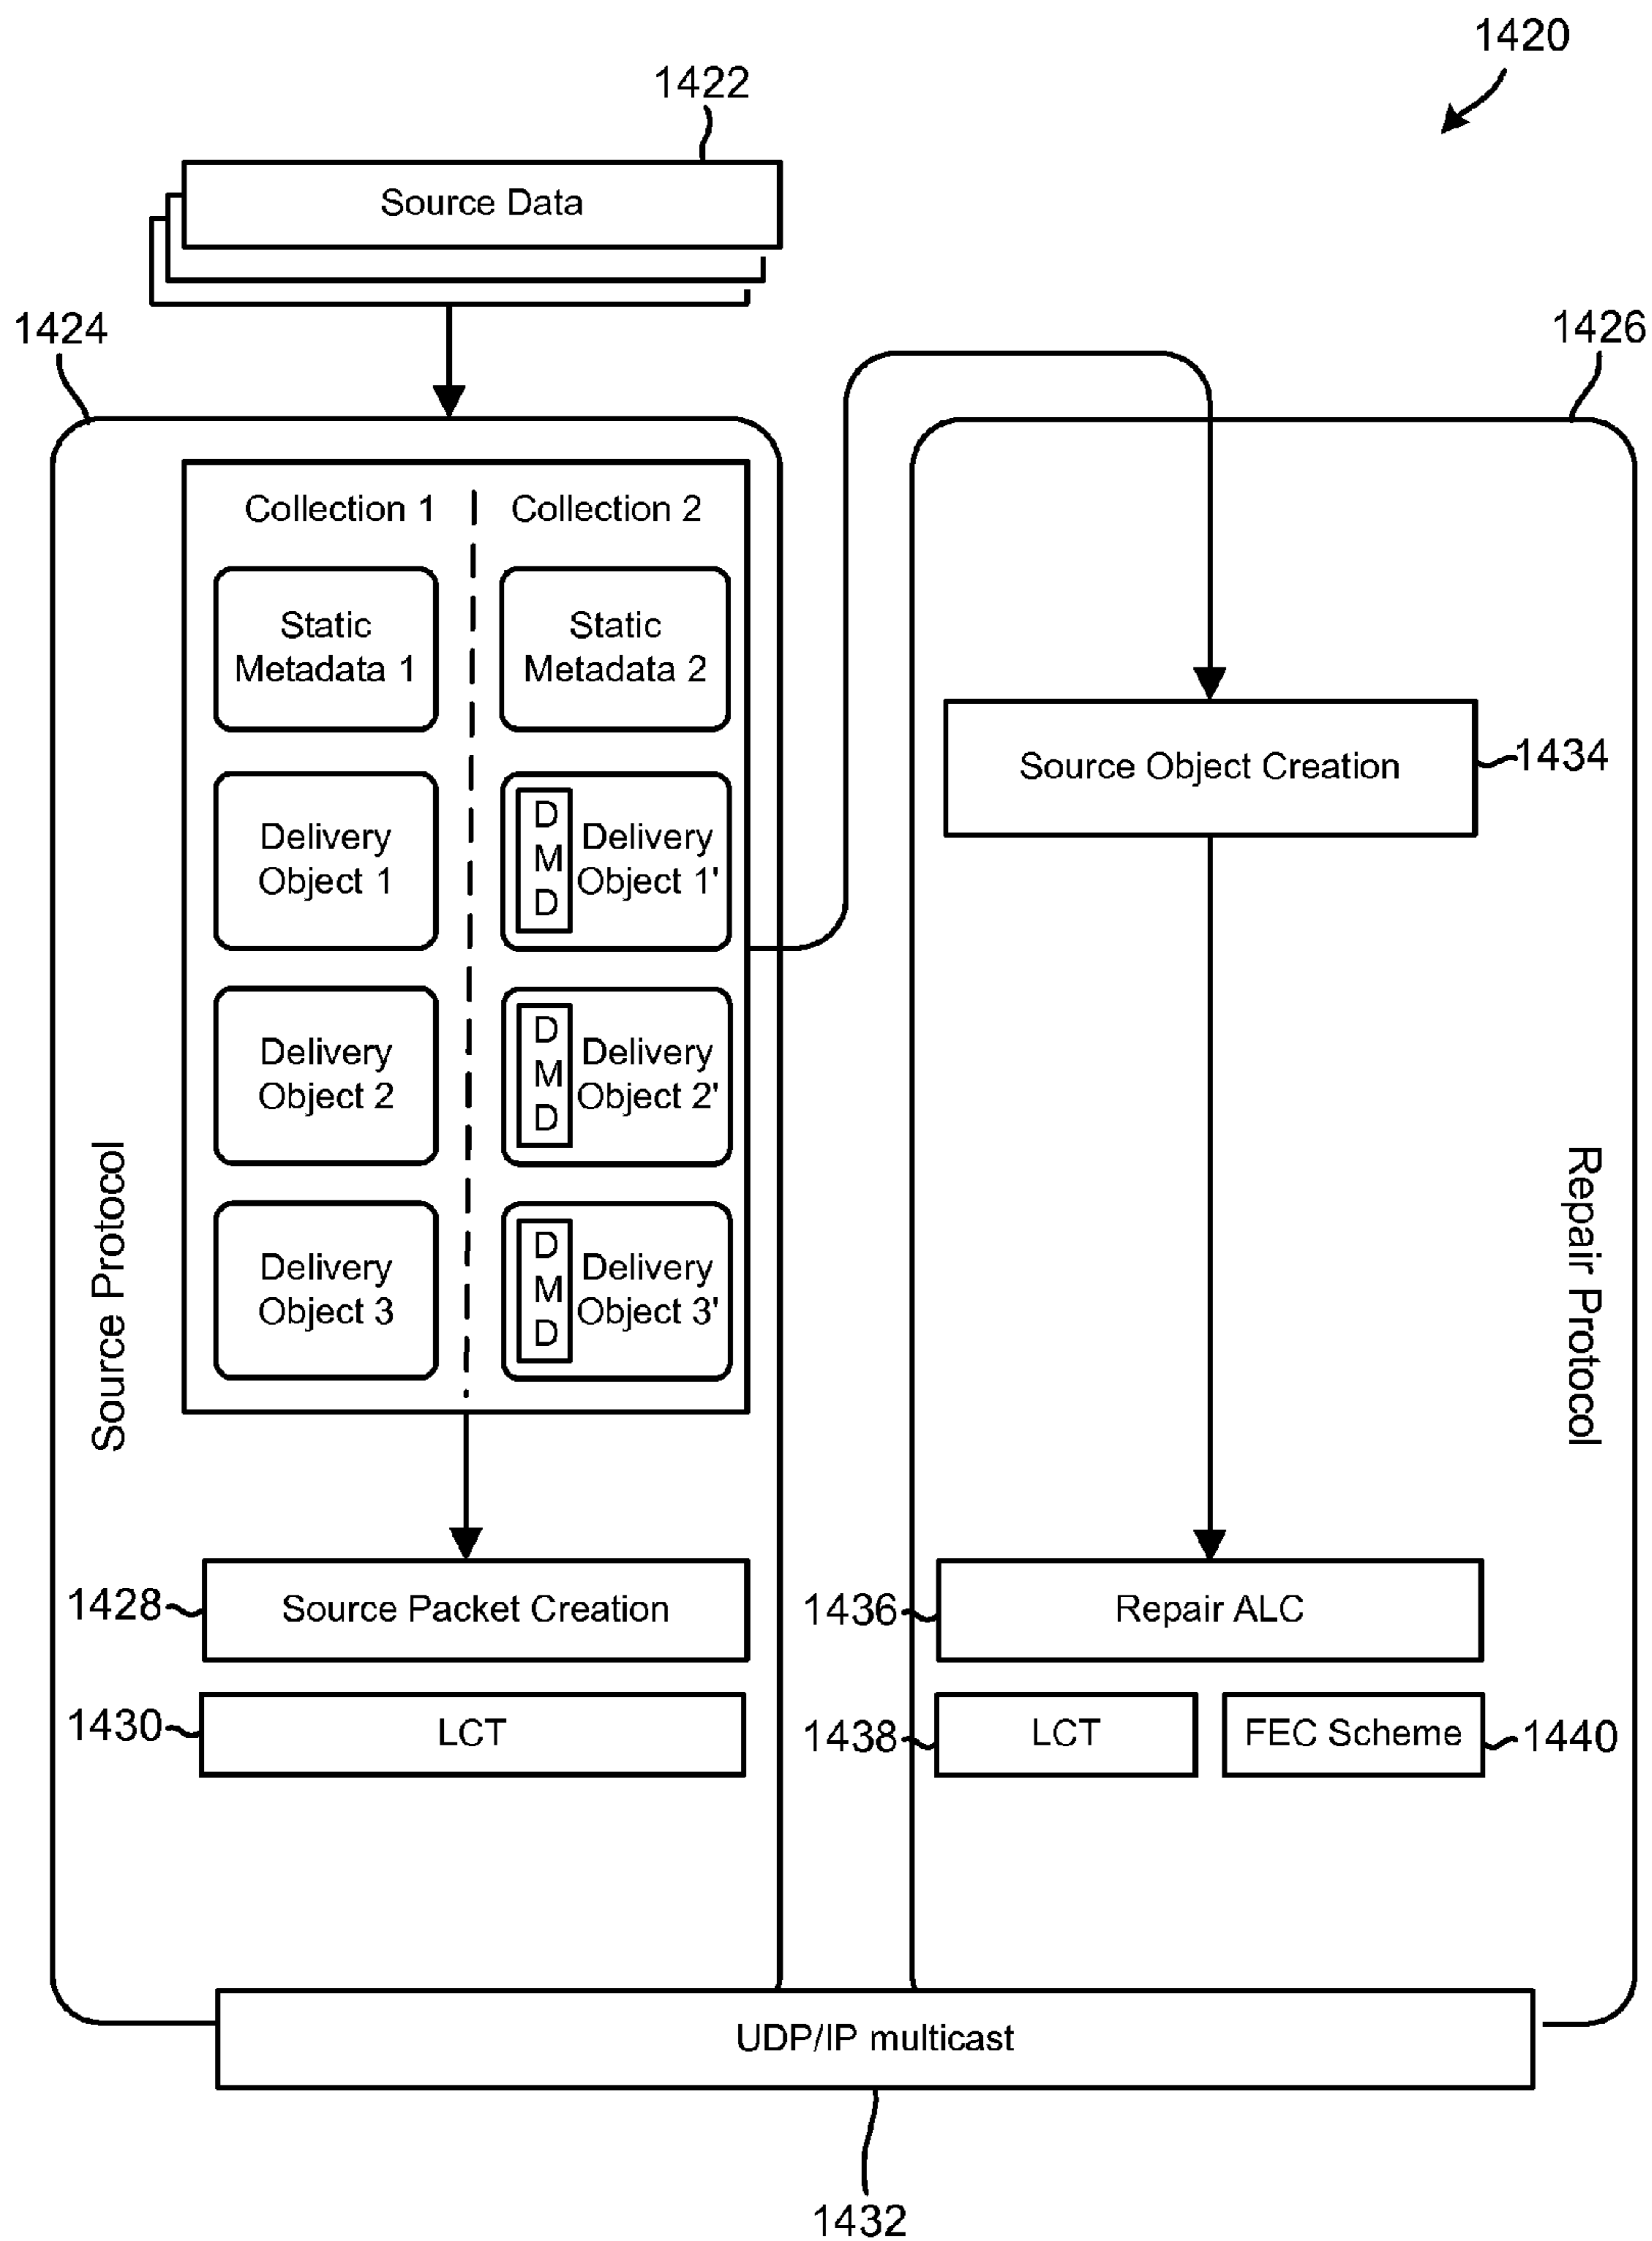 1420
1422
Source Data
1424
1426
Collection 1
Collection 2
Static
Metadata 1
Static
Metadata 2
Source Object Creation
1434
Delivery
Object 1
D
M
D
Delivery
Object 1'
Delivery
Object 2
D
M
D
Delivery
Object 2'
Delivery
Object 3
D
M
D
Delivery
Object 3'
Source Protocol
Repair Protocol
1428
Source Packet Creation
1436
Repair ALC
1430
LCT
1438
LCT
FEC Scheme
1440
UDP/IP multicast
1432